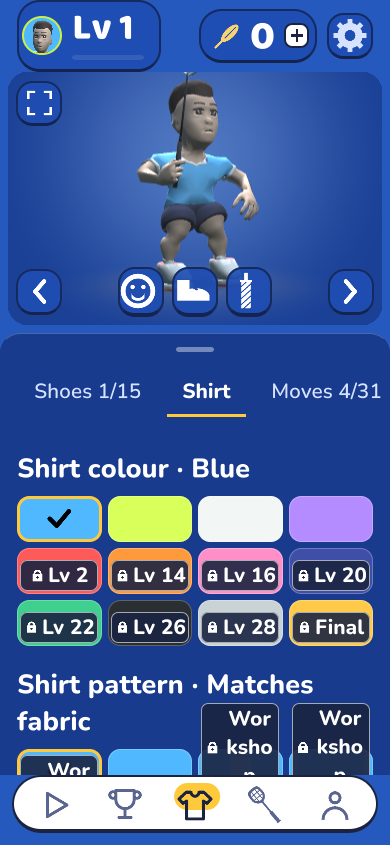 Lv 1
0
Shoes 1/15
Shirt
Moves 4/31
Shirt colour · Blue
Lv 2
Lv 14
Lv 16
Lv 20
Lv 22
Lv 26
Lv 28
Final
Shirt pattern · Matches
fabric
Wor
Wor
ksho
Wor
ksho